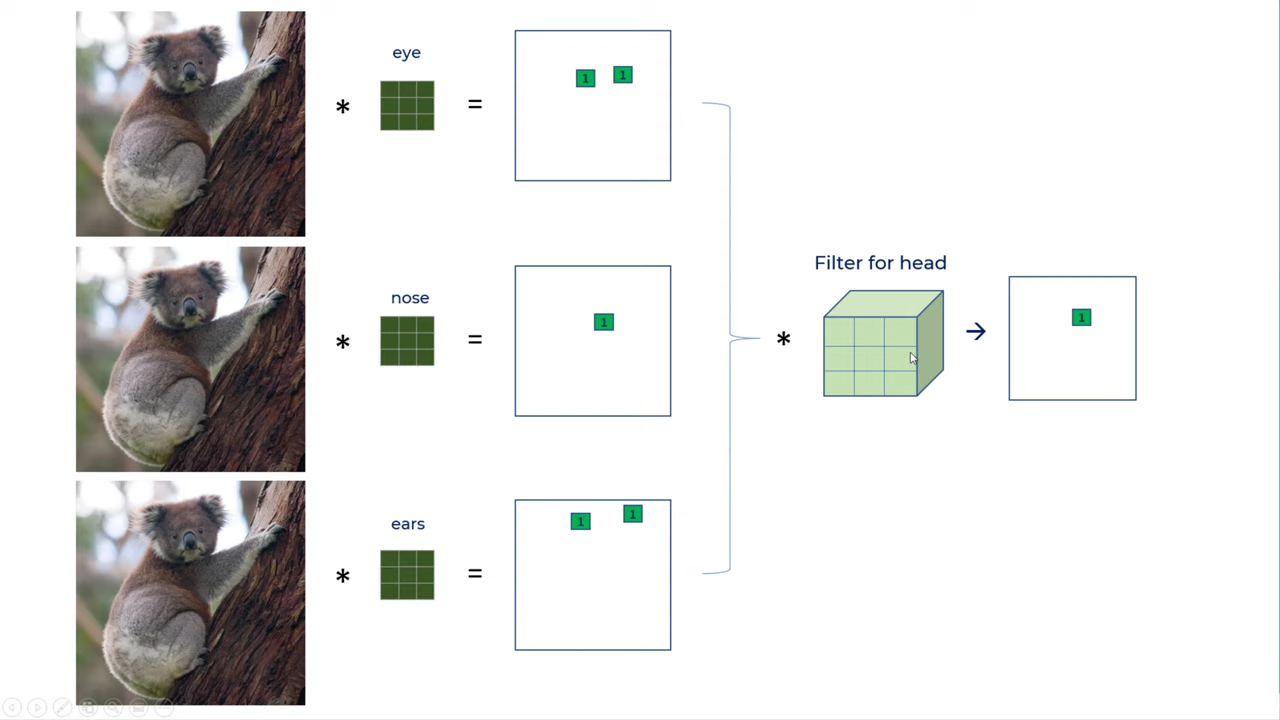 eye
* =
1 1
nose
* =
1
Filter for head
* →
1
ears
* =
1 1